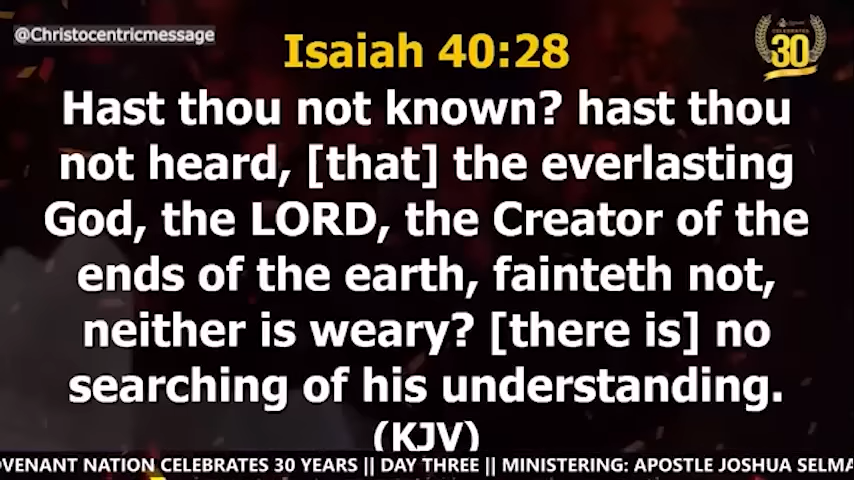 @Christocentricmessage
CELEBRATES
30
Isaiah 40:28
Hast thou not known? hast thou
not heard, [that] the everlasting
God, the LORD, the Creator of the
ends of the earth, fainteth not,
neither is weary? [there is] no
searching of his understanding.
(KJV)
OVENANT NATION CELEBRATES 30 YEARS || DAY THREE || MINISTERING: APOSTLE JOSHUA SELMA